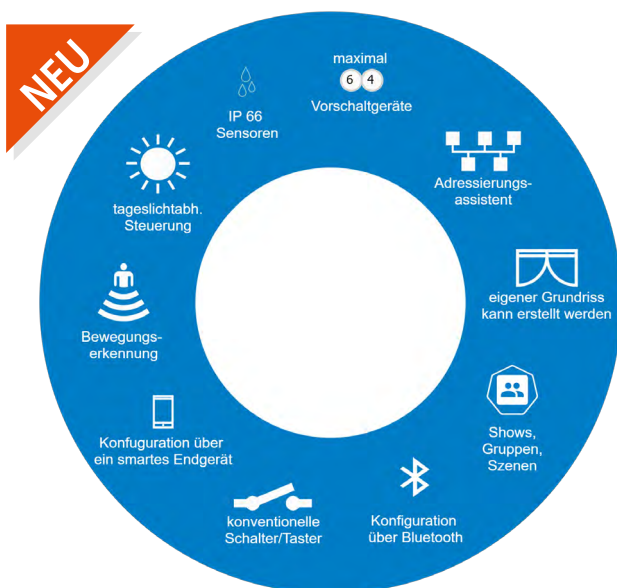 NEU
maximal
6 4
Vorschaltgeräte
Adressierungs-
assistent
eigener Grundriss
kann erstellt werden
Shows,
Gruppen,
Szenen
Konfiguration
über Bluetooth
konventionelle
Schalter/Taster
Konfuguration über
ein smartes Endgerät
Bewegungs-
erkennung
tageslichtabh.
Steuerung
IP 66
Sensoren